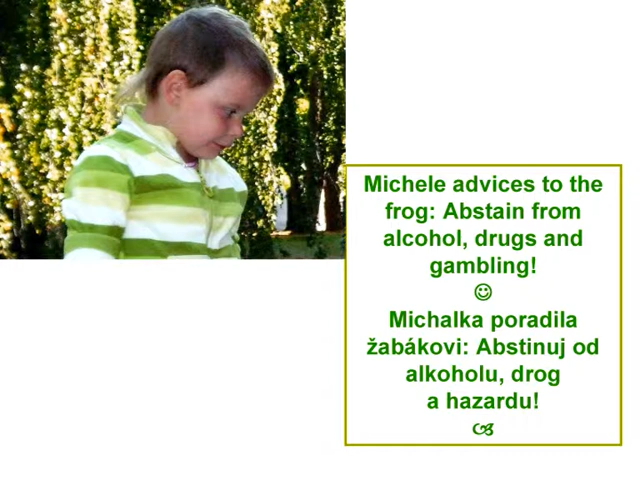 Michele advices to the
frog: Abstain from
alcohol, drugs and
gambling!
☺
Michalka poradila
žabákovi: Abstinuj od
alkoholu, drog
a hazardu!